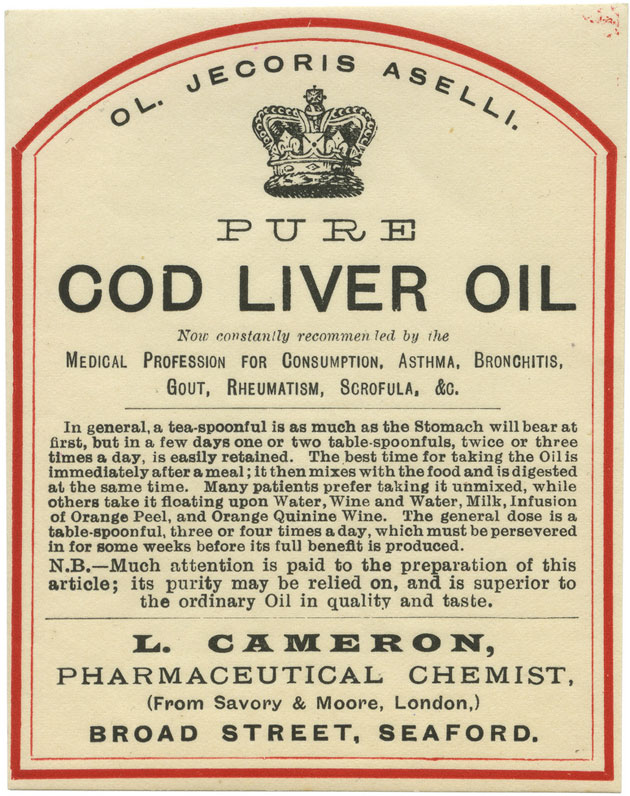 OL. JECORIS ASELLI.
PURE
COD LIVER OIL
Now constantly recommended by the
MEDICAL PROFESSION FOR CONSUMPTION, ASTHMA, BRONCHITIS,
GOUT, RHEUMATISM, SCROFULA, &C.
In general, a tea-spoonful is as much as the Stomach will bear at
first, but in a few days one or two table-spoonfuls, twice or three
times a day, is easily retained. The best time for taking the Oil is
immediately after a meal; it then mixes with the food and is digested
at the same time. Many patients prefer taking it unmixed, while
others take it floating upon Water, Wine and Water, Milk, Infusion
of Orange Peel, and Orange Quinine Wine. The general dose is a
table-spoonful, three or four times a day, which must be persevered
in for some weeks before its full benefit is produced.
N.B.—Much attention is paid to the preparation of this
article; its purity may be relied on, and is superior to
the ordinary Oil in quality and taste.
L. CAMERON,
PHARMACEUTICAL CHEMIST,
(From Savory & Moore, London,)
BROAD STREET, SEAFORD.